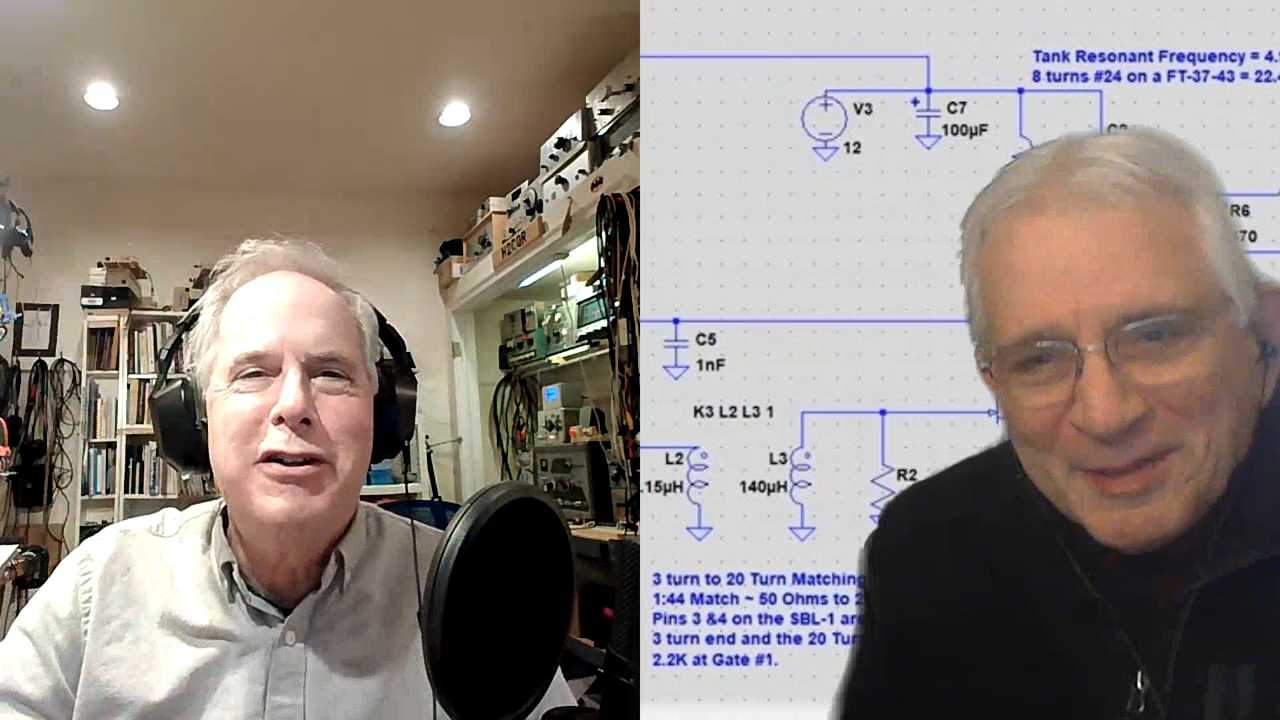 Tank Resonant Frequency = 4.
8 turns #24 on a FT-37-43 = 22.
V3
C7
100µF
12
R6
70
C5
1nF
K3 L2 L3 1
L2
L3
.15µH
140µH
R2
N2CQR
3 turn to 20 Turn Matching
1:44 Match ~ 50 Ohms to 2
Pins 3 &4 on the SBL-1 are
3 turn end and the 20 Tur
2.2K at Gate #1.